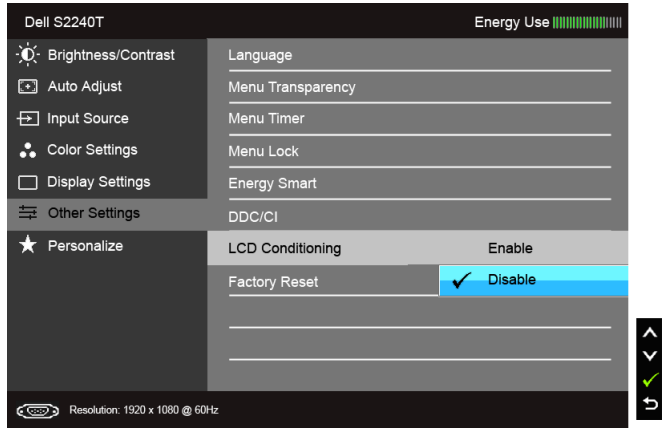 Dell S2240T
Energy Use
Brightness/Contrast
Auto Adjust
Input Source
Color Settings
Display Settings
Other Settings
Personalize
Language
Menu Transparency
Menu Timer
Menu Lock
Energy Smart
DDC/CI
LCD Conditioning
Enable
Factory Reset
Disable
Resolution: 1920 x 1080 @ 60Hz